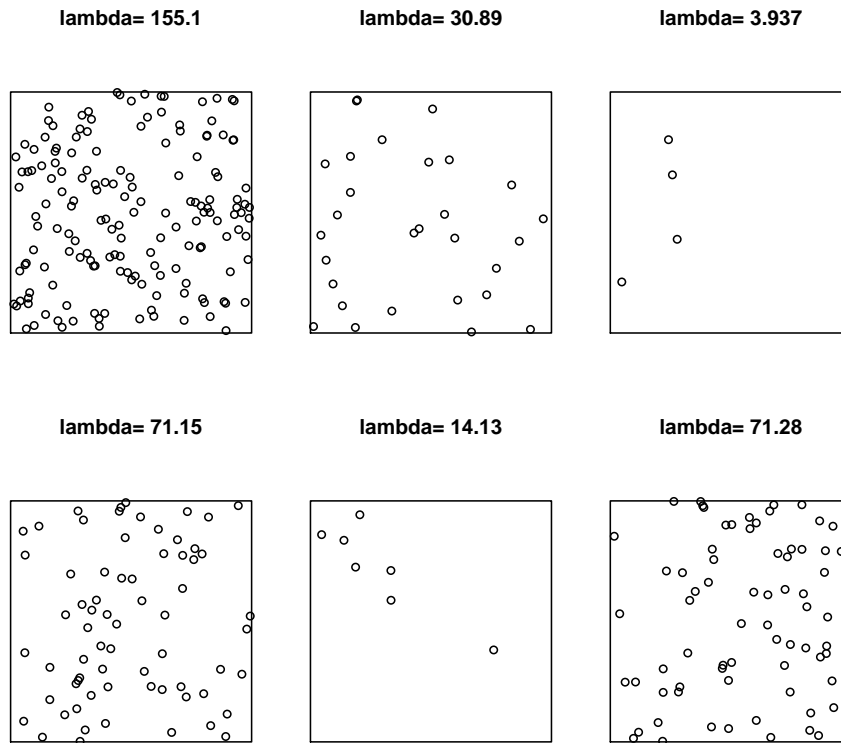 lambda= 155.1
lambda= 30.89
lambda= 3.937
lambda= 71.15
lambda= 14.13
lambda= 71.28